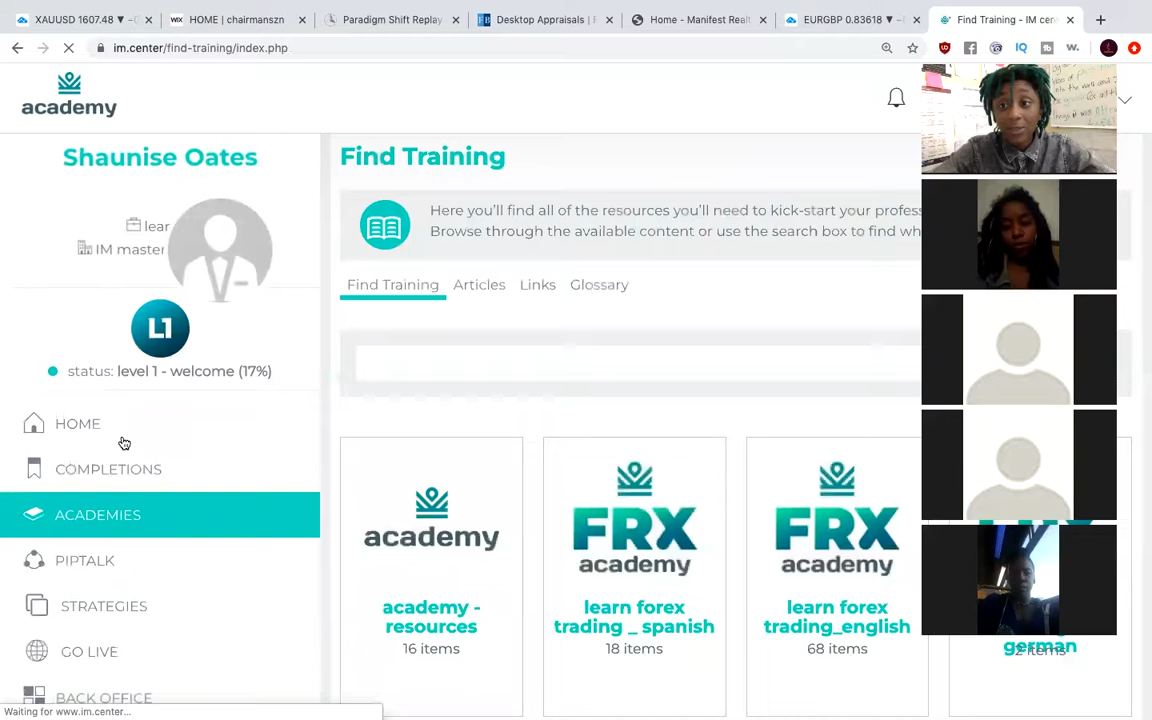 XAUUSD 1607.48 ▼
HOME | chairmanszn
Paradigm Shift Replay
Desktop Appraisals |
Home - Manifest Real
EURGBP 0.83618 ▼
Find Training - IM cen
im.center/find-training/index.php
academy
Shaunise Oates
lear
IM master
L1
status: level 1 - welcome (17%)
HOME
COMPLETIONS
ACADEMIES
PIPTALK
STRATEGIES
GO LIVE
BACK OFFICE
Waiting for www.im.center...
Find Training
Here you'll find all of the resources you'll need to kick-start your profes
Browse through the available content or use the search box to find wh
Find Training Articles Links Glossary
academy
academy -
resources
16 items
FRX
academy
learn forex
trading _ spanish
18 items
FRX
academy
learn forex
trading_english
68 items
german
2 items